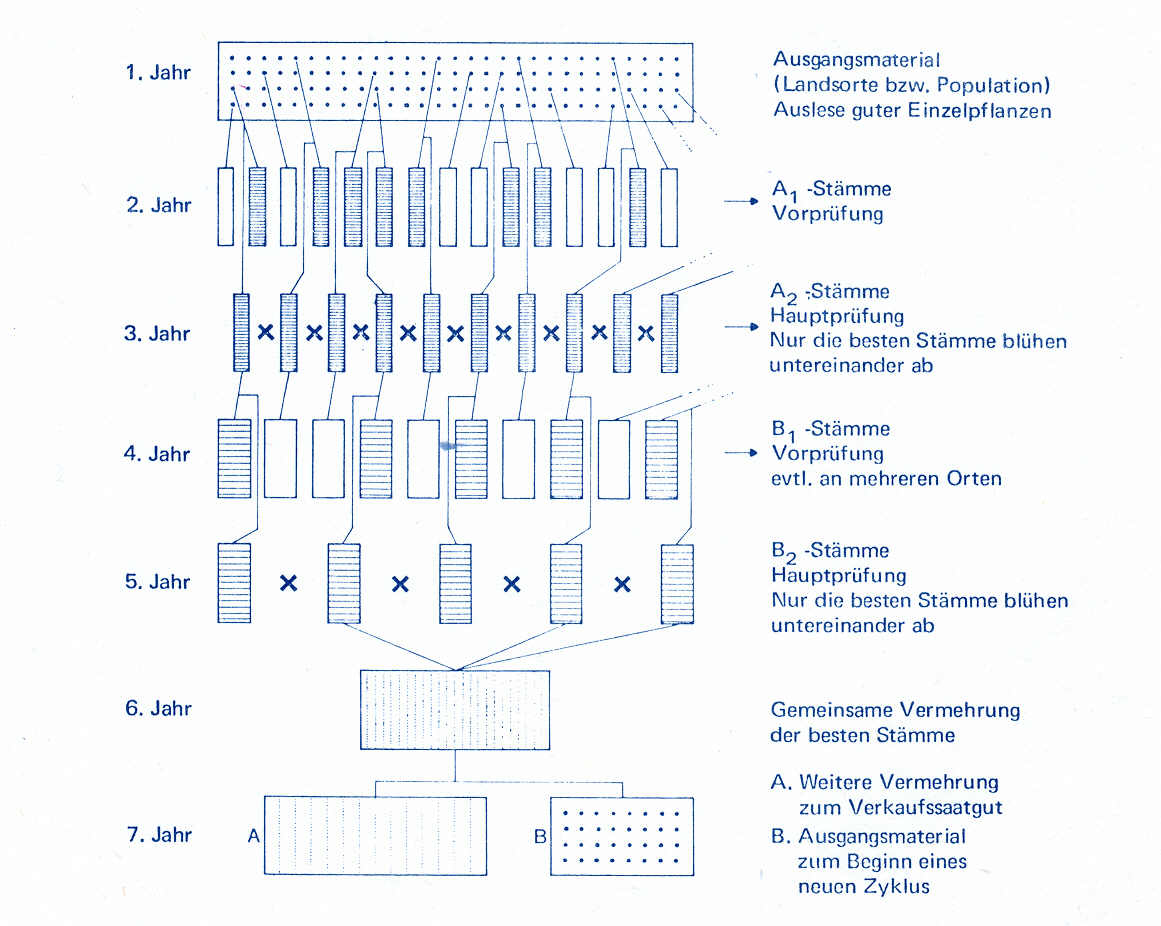 1. Jahr
Ausgangsmaterial
(Landsorte bzw. Population)
Auslese guter Einzelpflanzen
2. Jahr
A1 -Stämme
Vorprüfung
3. Jahr
A2 -Stämme
Hauptprüfung
Nur die besten Stämme blühen
untereinander ab
4. Jahr
B1 -Stämme
Vorprüfung
evtl. an mehreren Orten
5. Jahr
B2 -Stämme
Hauptprüfung
Nur die besten Stämme blühen
untereinander ab
6. Jahr
Gemeinsame Vermehrung
der besten Stämme
7. Jahr
A
B
A. Weitere Vermehrung
zum Verkaufssaatgut
B. Ausgangsmaterial
zum Beginn eines
neuen Zyklus